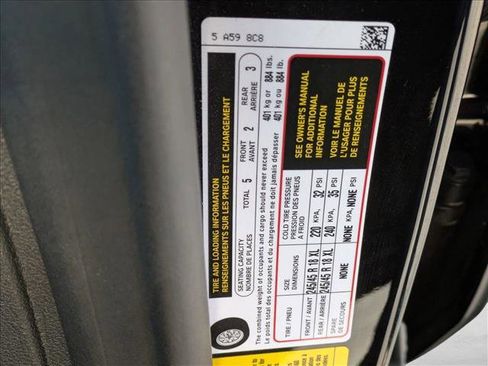 5 A59 8C8
TIRE AND LOADING INFORMATION
RENSEIGNEMENTS SUR LES PNEUS ET LE CHARGEMENT
SEATING CAPACITY
NOMBRE DE PLACES
TOTAL 5
FRONT
AVANT 2
REAR
ARRIÈRE 3
The combined weight of occupants and cargo should never exceed 401 kg or 884 lbs.
Le poids total des occupants et du chargement ne doit jamais dépasser 401 kg ou 884 lb.
TIRE / PNEU
SIZE
DIMENSIONS
COLD TIRE PRESSURE
PRESSION DES PNEUS
A FROID
FRONT / AVANT 245/45 R 18 XL 220 KPA, 32 PSI
REAR / ARRIÈRE 245/45 R 18 XL 240 KPA, 35 PSI
SPARE
DE SECOURS
NONE NONE KPA, NONE PSI
SEE OWNER'S MANUAL
FOR ADDITIONAL
INFORMATION
VOIR LE MANUEL DE
L'USAGER POUR PLUS
DE RENSEIGNEMENTS